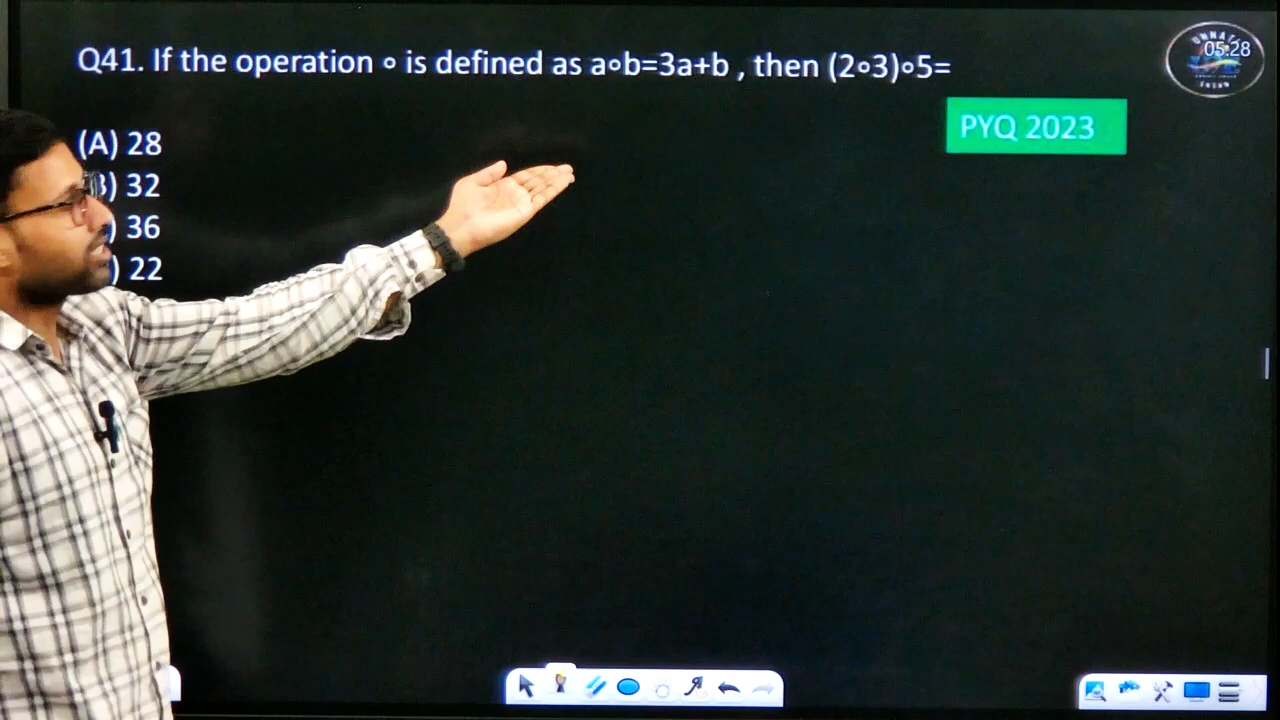 Q41. If the operation ∘ is defined as a∘b=3a+b , then (2∘3)∘5=
PYQ 2023
(A) 28
) 32
) 36
) 22
05:28